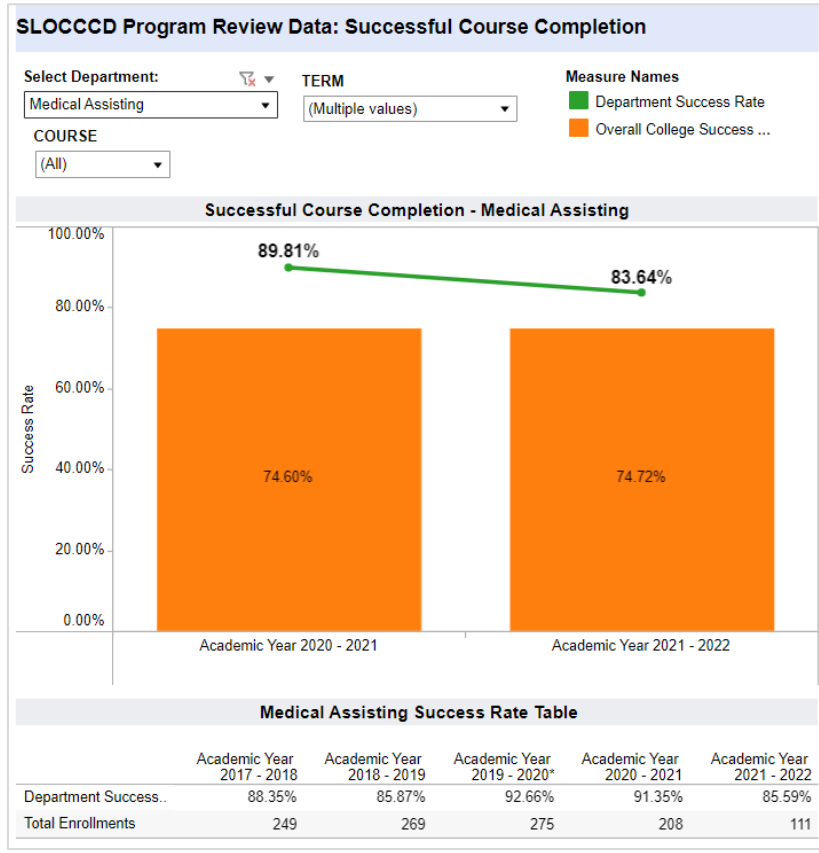 SLOCCCD Program Review Data: Successful Course Completion
Select Department:
Medical Assisting
TERM
(Multiple values)
Measure Names
Department Success Rate
Overall College Success ...
COURSE
(All)
Successful Course Completion - Medical Assisting
100.00%
80.00%
60.00%
40.00%
20.00%
0.00%
Success Rate
89.81%
83.64%
74.60%
74.72%
Academic Year 2020 - 2021
Academic Year 2021 - 2022
Medical Assisting Success Rate Table
Academic Year 2017 - 2018
Academic Year 2018 - 2019
Academic Year 2019 - 2020*
Academic Year 2020 - 2021
Academic Year 2021 - 2022
Department Success.. 88.35% 85.87% 92.66% 91.35% 85.59%
Total Enrollments 249 269 275 208 111